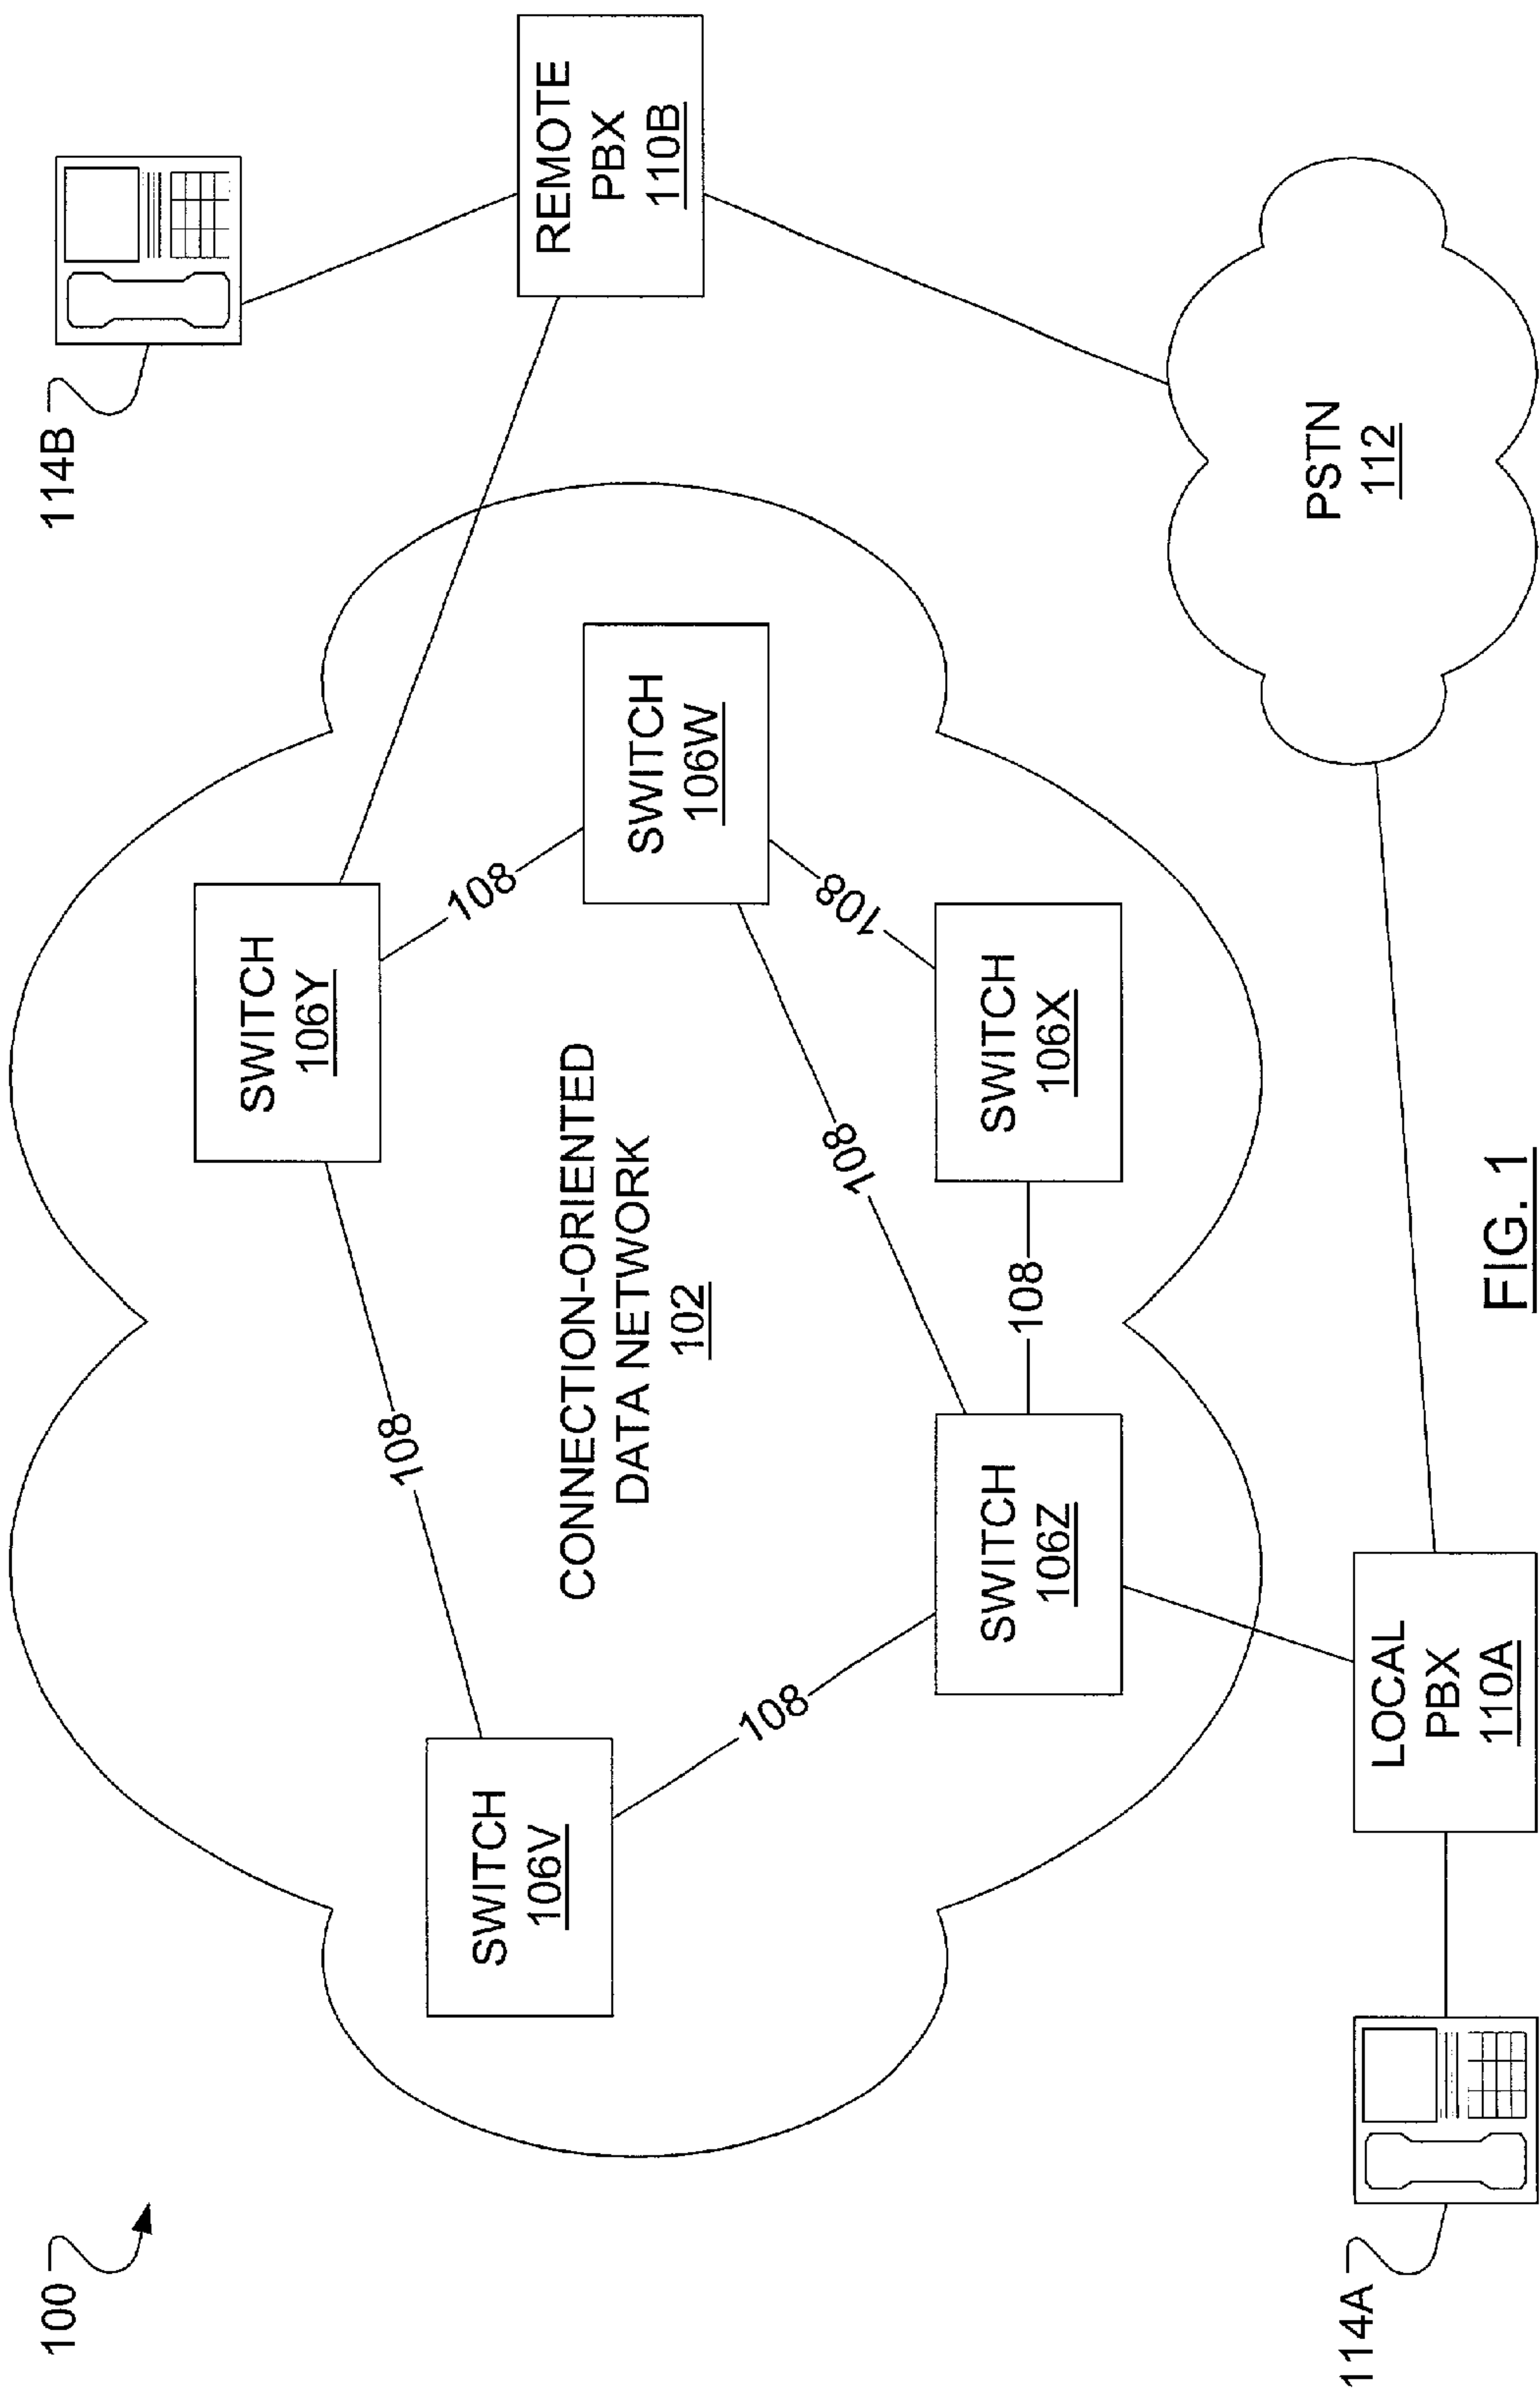 100
114B
SWITCH
106Y
108
108
REMOTE
PBX
110B
SWITCH
106V
CONNECTION-ORIENTED
DATA NETWORK
102
SWITCH
106W
108
108
108
SWITCH
106Z
108
SWITCH
106X
114A
LOCAL
PBX
110A
PSTN
112
FIG. 1